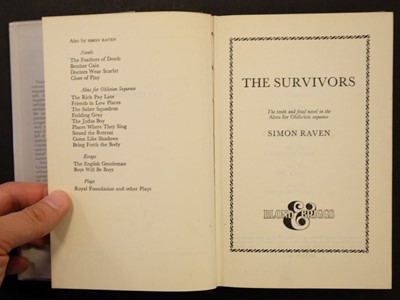 Also by SIMON RAVEN
Novels
The Feathers of Death
Brother Cain
Doctors Wear Scarlet
Close of Play
Alms for Oblivion Sequence
The Rich Pay Late
Friends in Low Places
The Sabre Squadron
Fielding Gray
The Judas Boy
Places Where They Sing
Sound the Retreat
Come Like Shadows
Bring Forth the Body
Essays
The English Gentleman
Boys Will Be Boys
Plays
Royal Foundation and other Plays
THE SURVIVORS
The tenth and final novel in the
Alms for Oblivion sequence
SIMON RAVEN
BLOND & BRIGGS